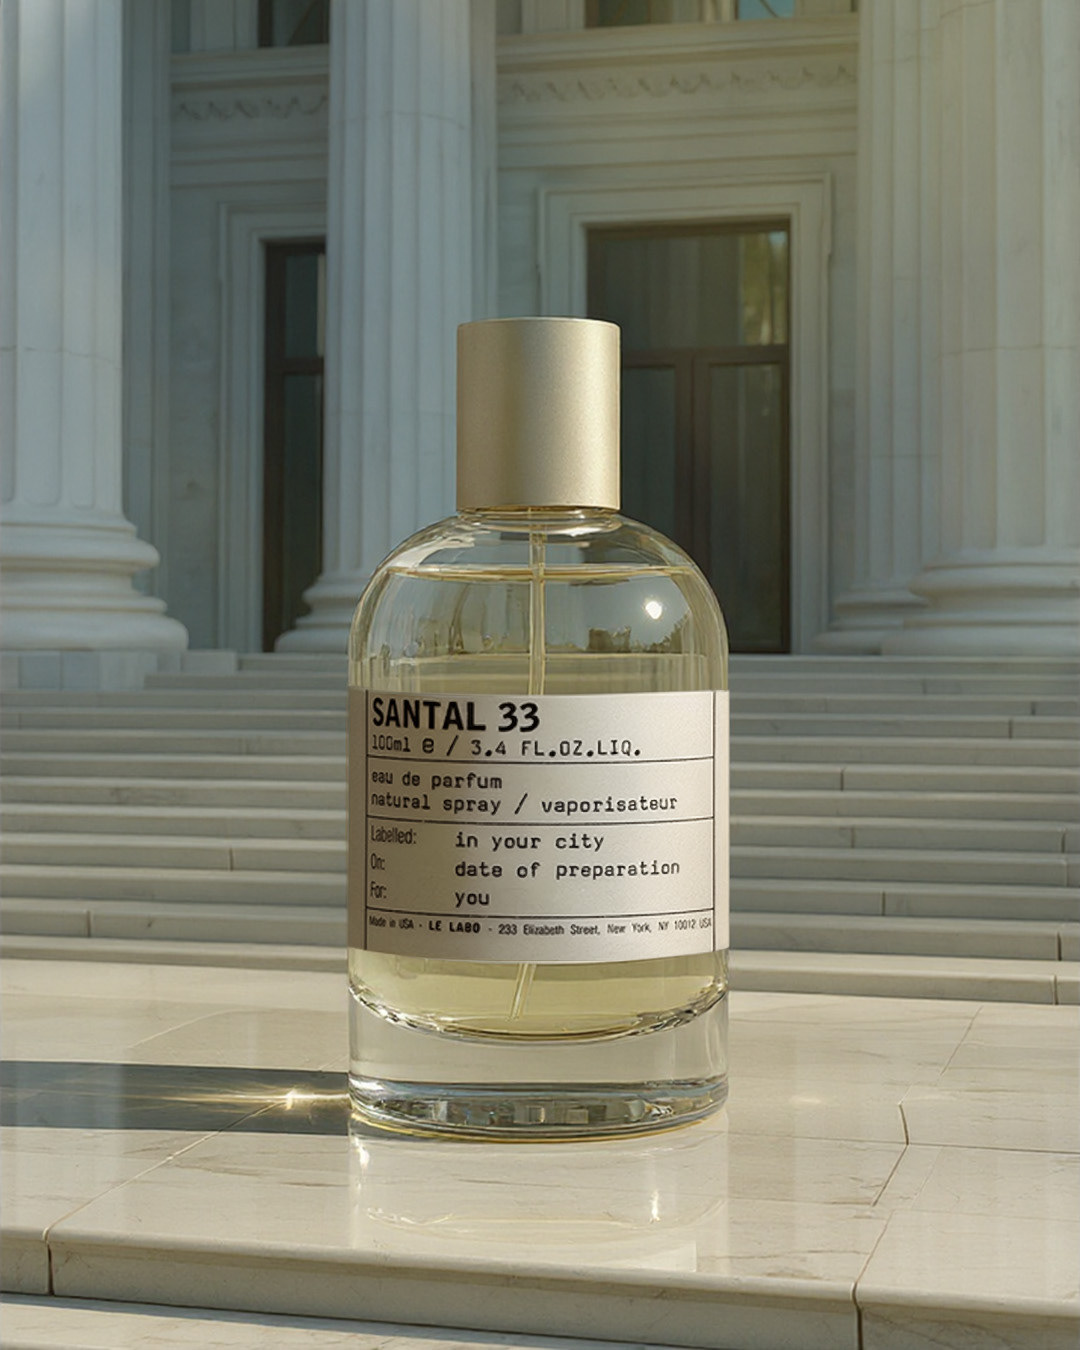 SANTAL 33
100ml e / 3.4 FL.OZ.LIQ.
eau de parfum
natural spray / vaporisateur
Labelled: in your city
On: date of preparation
For: you
Made in USA - LE LABO - 233 Elizabeth Street, New York, NY 10012 USA